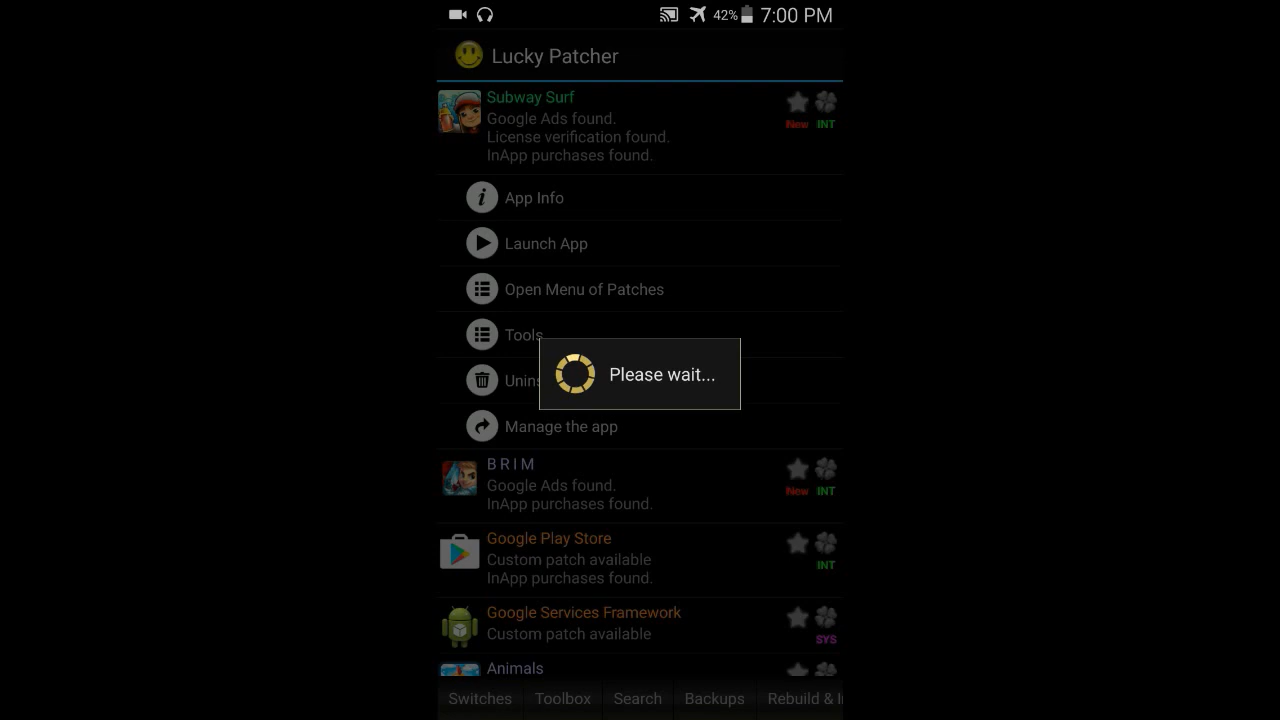 42% 7:00 PM
Lucky Patcher
Subway Surf
Google Ads found.
License verification found.
InApp purchases found.
New INT
App Info
Launch App
Open Menu of Patches
Tools
Please wait...
Manage the app
B R I M
Google Ads found.
InApp purchases found.
New INT
Google Play Store
Custom patch available
InApp purchases found.
INT
Google Services Framework
Custom patch available
SYS
Animals
Switches Toolbox Search Backups Rebuild &